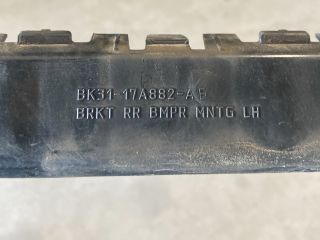 BK31-17A882-AB
BRKT RR BMPR MNTG LH